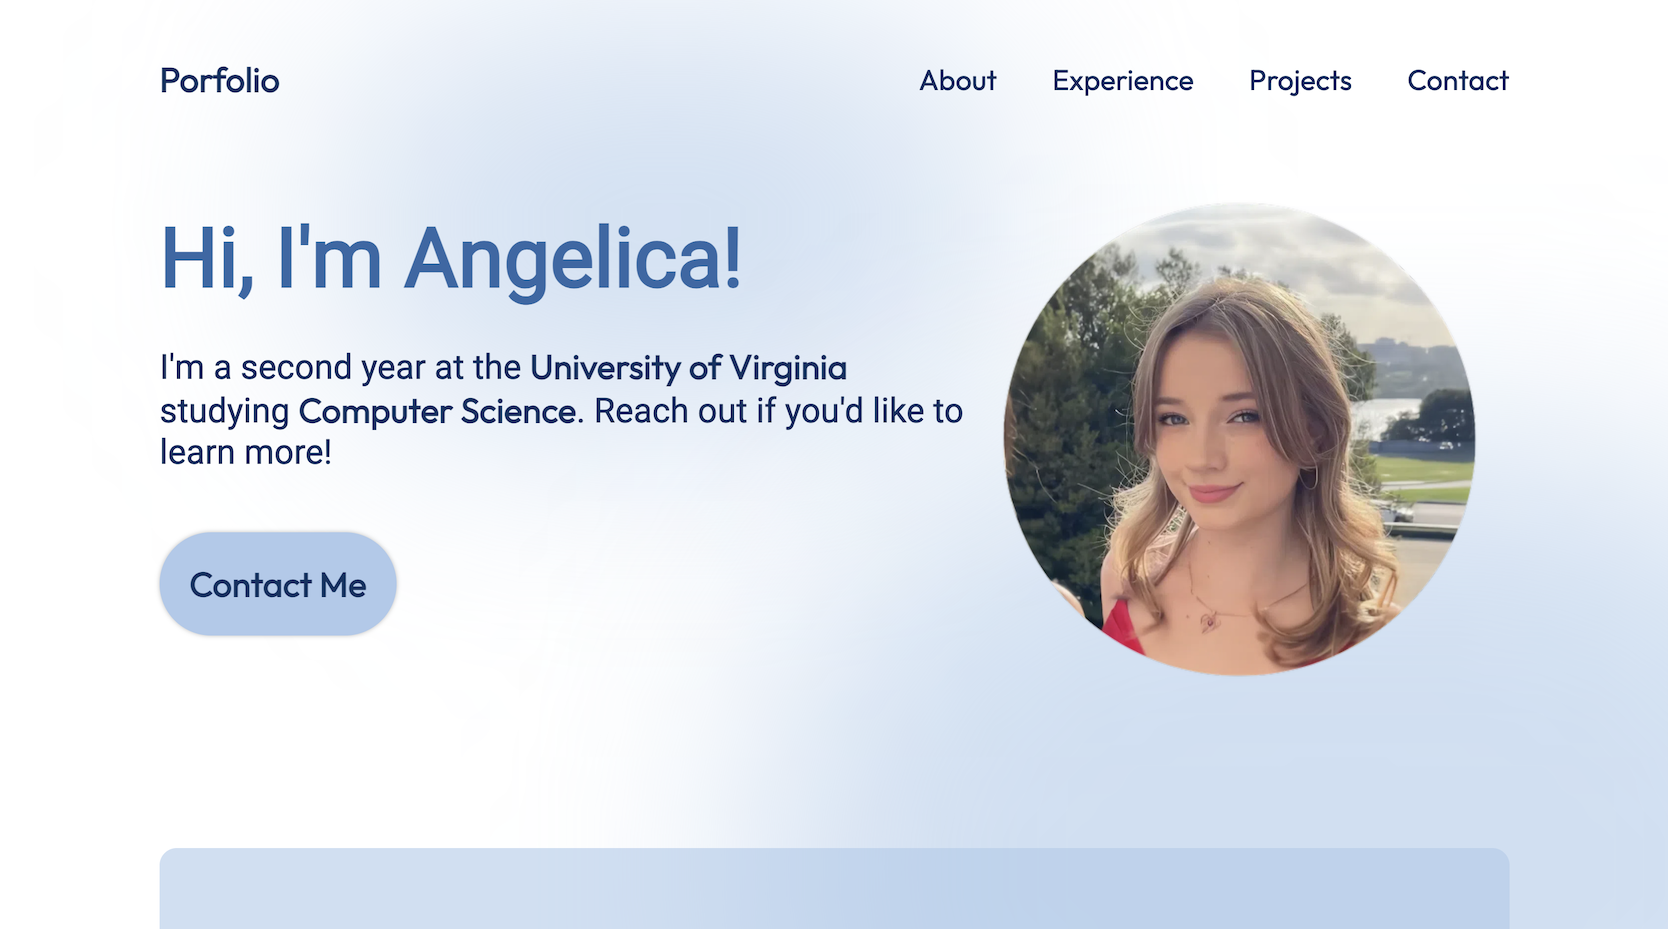 Porfolio
About
Experience
Projects
Contact
Hi, I'm Angelica!
I'm a second year at the University of Virginia
studying Computer Science. Reach out if you'd like to
learn more!
Contact Me